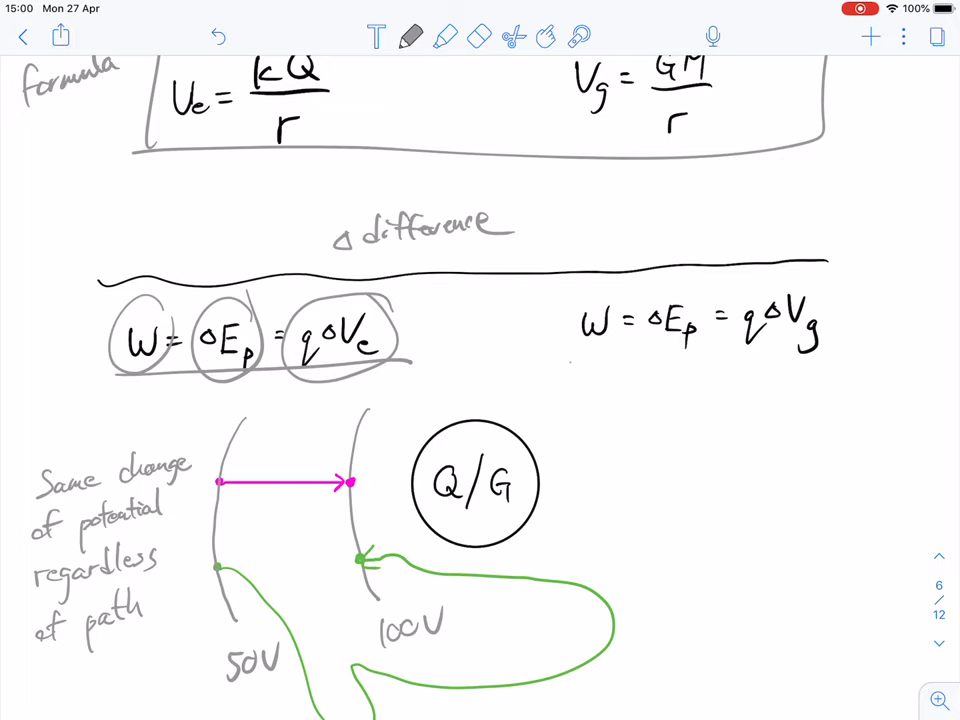 15:00 Mon 27 Apr
100%
formula
Ve = kQ / r
Vg = GM / r
Δ difference
W = ΔEp = qΔVe
W = ΔEp = qΔVg
Same change
of potential
regardless
of path
Q/G
50V
100V
6
/
12